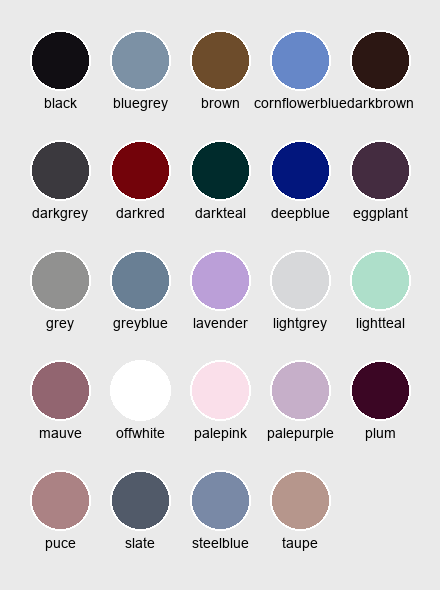 black bluegrey brown cornflowerblue darkbrown
darkgrey darkred darkteal deepblue eggplant
grey greyblue lavender lightgrey lightteal
mauve offwhite palepink palepurple plum
puce slate steelblue taupe